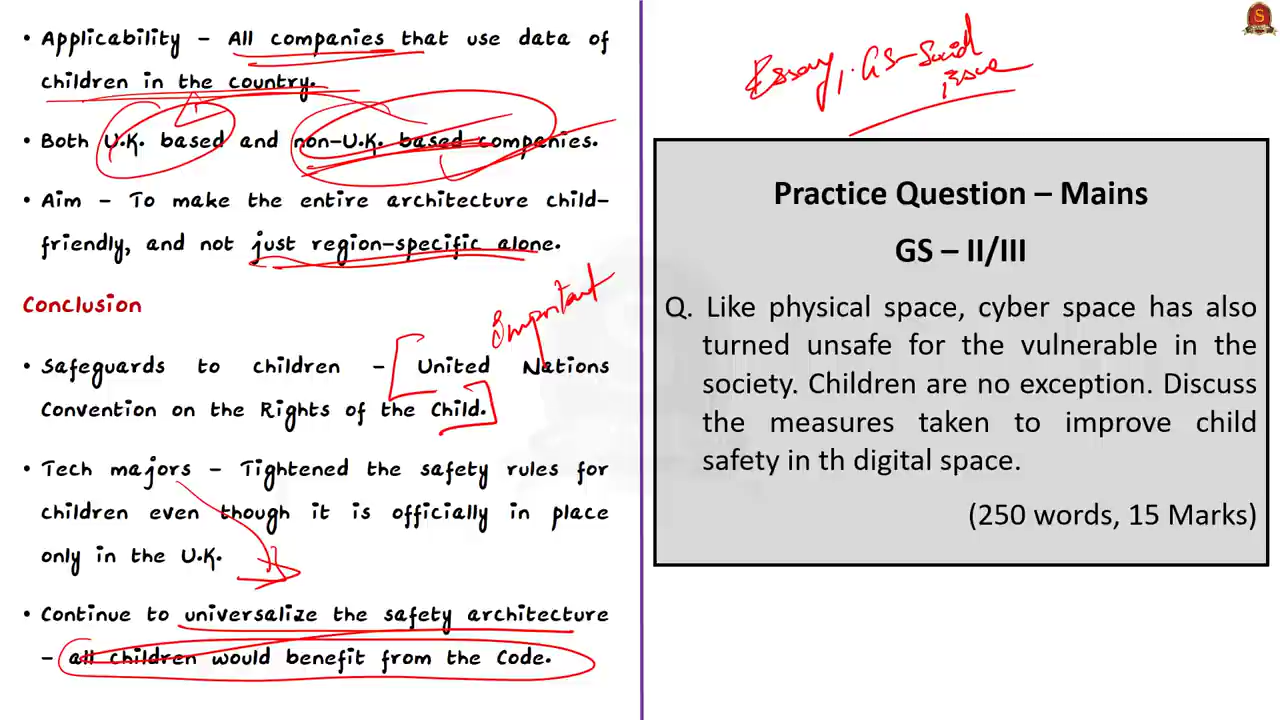 • Applicability – All companies that use data of
children in the country.
• Both U.K. based and non-U.K. based companies.
• Aim – To make the entire architecture child-
friendly, and not just region-specific alone.
Conclusion
Important
• Safeguards to children – United Nations
Convention on the Rights of the Child.
• Tech majors – Tightened the safety rules for
children even though it is officially in place
only in the U.K.
• Continue to universalize the safety architecture
– all children would benefit from the Code.
Essay, GS-Social
Issue
Practice Question – Mains
GS – II/III
Q. Like physical space, cyber space has also
turned unsafe for the vulnerable in the
society. Children are no exception. Discuss
the measures taken to improve child
safety in th digital space.
(250 words, 15 Marks)
S